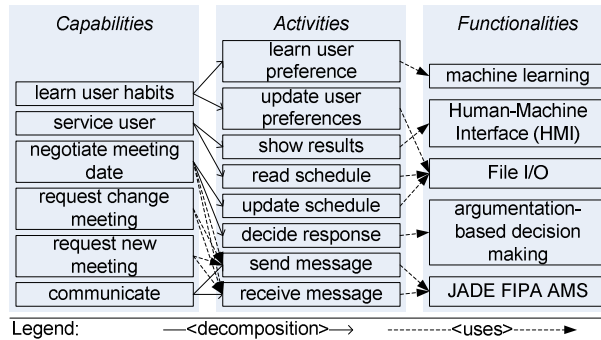 Capabilities
Activities
Functionalities
learn user habits
service user
negotiate meeting
date
request change
meeting
request new
meeting
communicate
learn user
preference
update user
preferences
show results
read schedule
update schedule
decide response
send message
receive message
machine learning
Human-Machine
Interface (HMI)
File I/O
argumentation-
based decision
making
JADE FIPA AMS
Legend:
<decomposition>
<uses>